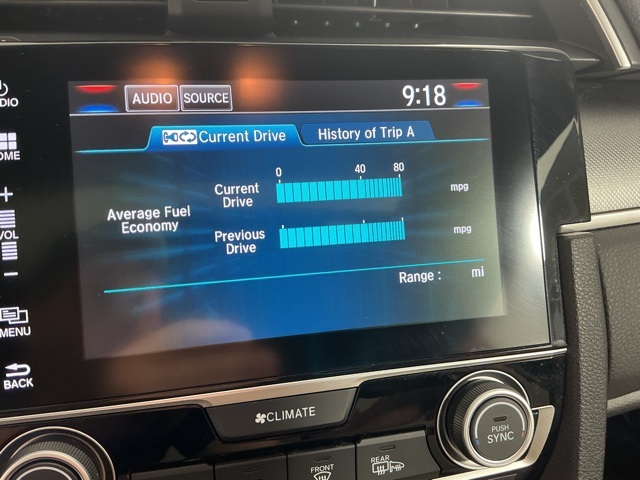 AUDIO SOURCE 9:18
Current Drive History of Trip A
0 40 80
Current
Drive
mpg
Average Fuel
Economy
Previous
Drive
mpg
Range : mi
HOME
+
VOL
−
MENU
BACK
CLIMATE
PUSH
SYNC
FRONT
REAR